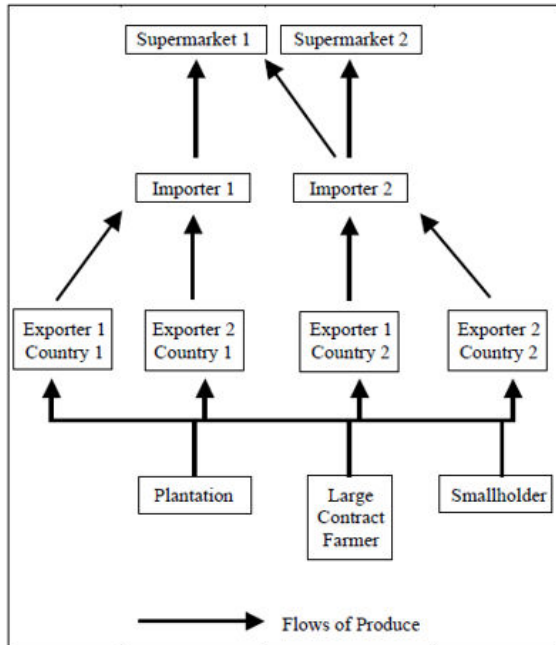 Supermarket 1
Supermarket 2
Importer 1
Importer 2
Exporter 1
Country 1
Exporter 2
Country 1
Exporter 1
Country 2
Exporter 2
Country 2
Plantation
Large
Contract
Farmer
Smallholder
Flows of Produce